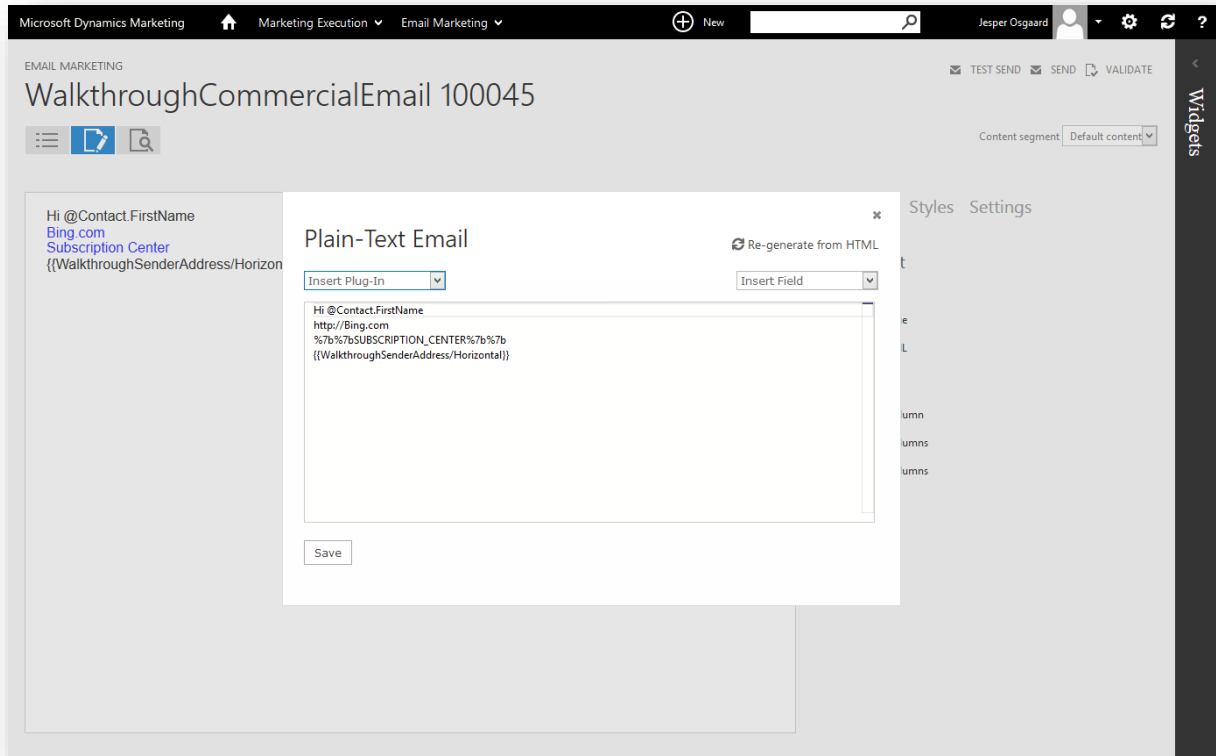 Microsoft Dynamics Marketing Marketing Execution Email Marketing New Jesper Osgaard ?
EMAIL MARKETING
TEST SEND SEND VALIDATE
WalkthroughCommercialEmail 100045
Widgets
Content segment Default content
Hi @Contact.FirstName
Bing.com
Subscription Center
{{WalkthroughSenderAddress/Horizon
Styles Settings
Plain-Text Email
Re-generate from HTML
Insert Plug-In Insert Field
Hi @Contact.FirstName
http://Bing.com
%7b%7bSUBSCRIPTION_CENTER%7b%7b
{{WalkthroughSenderAddress/Horizontal}}
Save
t
e
L
lumn
umns
umns